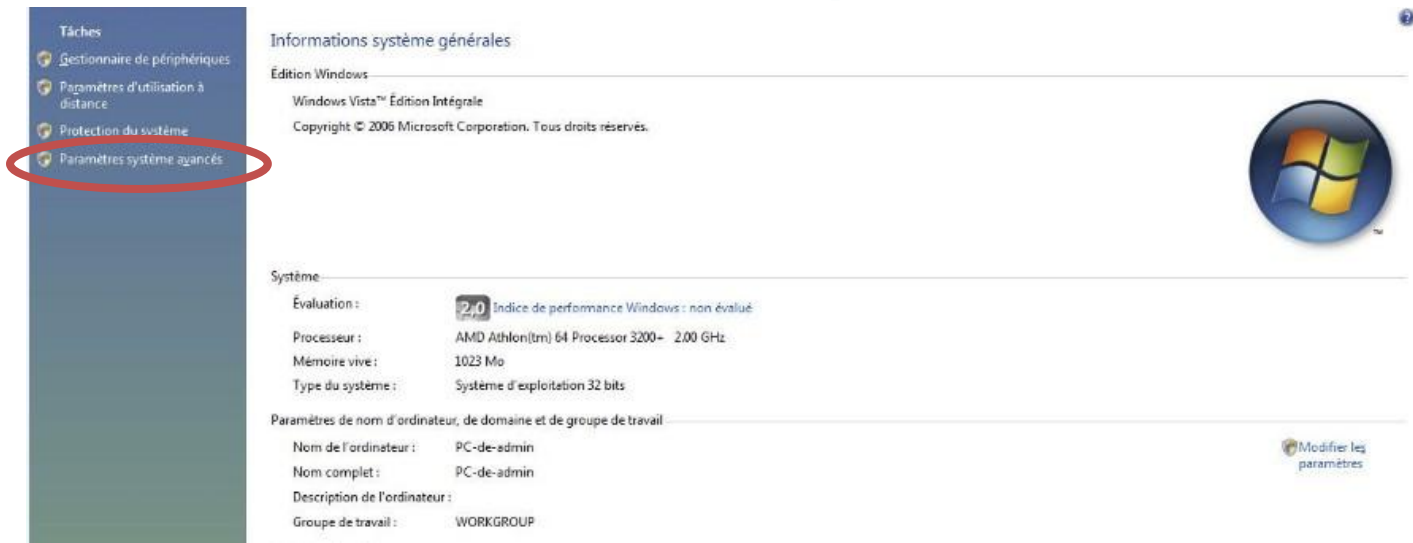 Tâches
Gestionnaire de périphériques
Paramètres d'utilisation à
distance
Protection du système
Paramètres système avancés
Informations système générales
Édition Windows
Windows Vista™ Édition Intégrale
Copyright © 2006 Microsoft Corporation. Tous droits réservés.
TM
Système
Évaluation :
2,0 Indice de performance Windows : non évalué
Processeur :
AMD Athlon(tm) 64 Processor 3200+ 2.00 GHz
Mémoire vive :
1023 Mo
Type du système :
Système d'exploitation 32 bits
Paramètres de nom d'ordinateur, de domaine et de groupe de travail
Nom de l'ordinateur :
PC-de-admin
Modifier les
paramètres
Nom complet :
PC-de-admin
Description de l'ordinateur :
Groupe de travail :
WORKGROUP